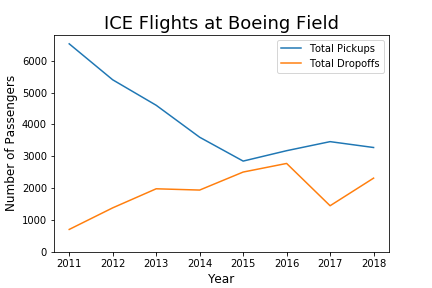 ICE Flights at Boeing Field
Total Pickups
Total Dropoffs
Number of Passengers
6000
5000
4000
3000
2000
1000
0
2011 2012 2013 2014 2015 2016 2017 2018
Year